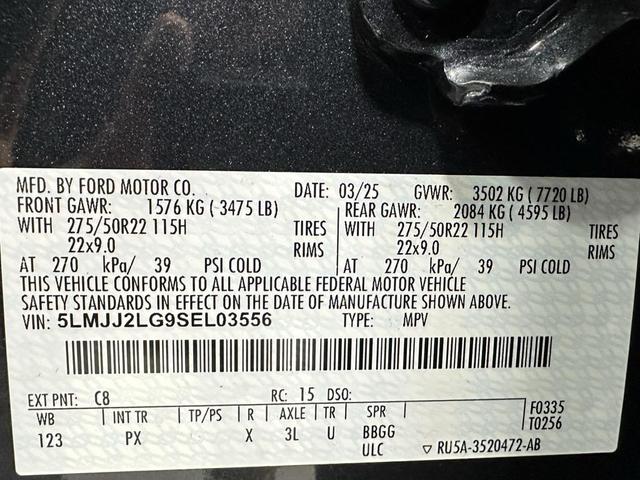 MFD. BY FORD MOTOR CO. DATE: 03/25 GVWR: 3502 KG ( 7720 LB)
FRONT GAWR: 1576 KG ( 3475 LB) REAR GAWR: 2084 KG ( 4595 LB)
WITH 275/50R22 115H TIRES WITH 275/50R22 115H TIRES
22x9.0 RIMS 22x9.0 RIMS
AT 270 kPa/ 39 PSI COLD AT 270 kPa/ 39 PSI COLD
THIS VEHICLE CONFORMS TO ALL APPLICABLE FEDERAL MOTOR VEHICLE
SAFETY STANDARDS IN EFFECT ON THE DATE OF MANUFACTURE SHOWN ABOVE.
VIN: 5LMJJ2LG9SEL03556 TYPE: MPV
EXT PNT: C8 RC: 15 DSO:
WB INT TR TP/PS R AXLE TR SPR F0335
123 PX X 3L U BBGG T0256
ULC ▽ RU5A-3520472-AB